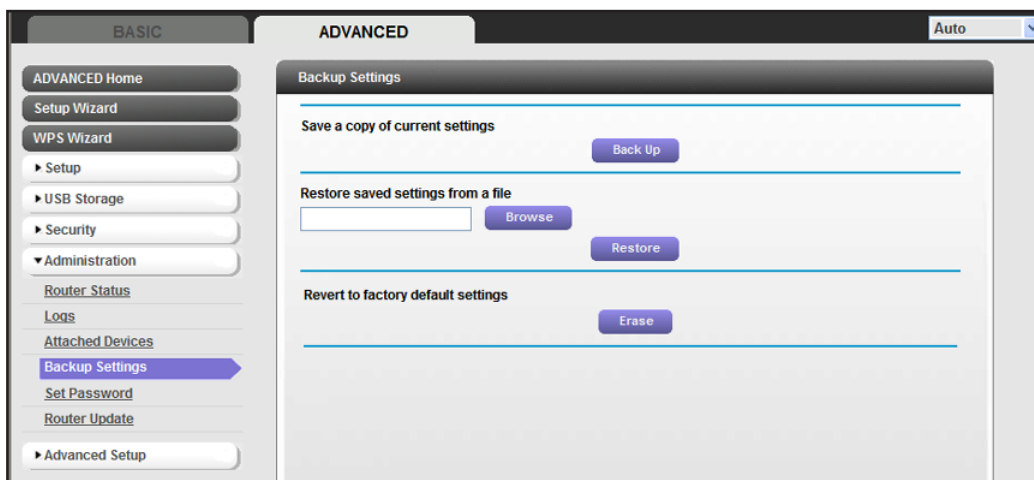 BASIC
ADVANCED
Auto
ADVANCED Home
Setup Wizard
WPS Wizard
Setup
USB Storage
Security
Administration
Router Status
Logs
Attached Devices
Backup Settings
Set Password
Router Update
Advanced Setup
Backup Settings
Save a copy of current settings
Back Up
Restore saved settings from a file
Browse
Restore
Revert to factory default settings
Erase